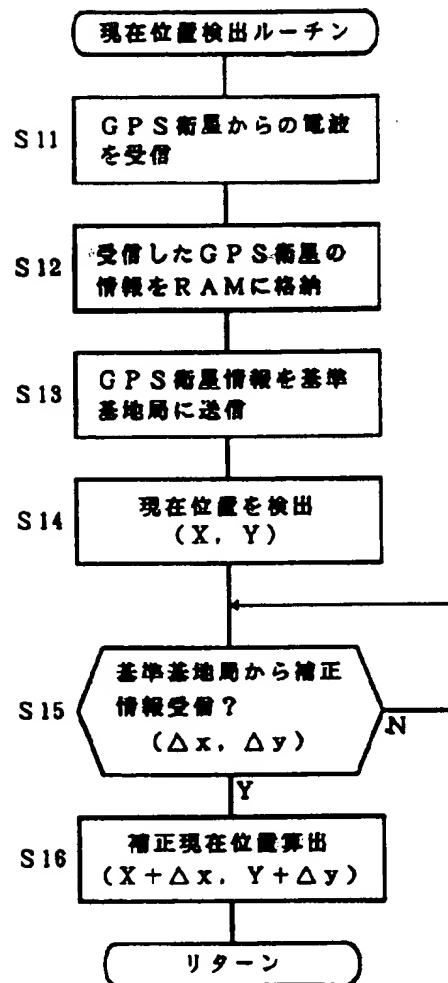 現在位置検出ルーチン
S11
GPS衛星からの電波
を受信
S12
受信したGPS衛星の
情報をRAMに格納
S13
GPS衛星情報を基準
基地局に送信
S14
現在位置を検出
(X, Y)
S15
基準基地局から補正
情報受信?
(△x, △y)
N
Y
S16
補正現在位置算出
(X+△x, Y+△y)
リターン